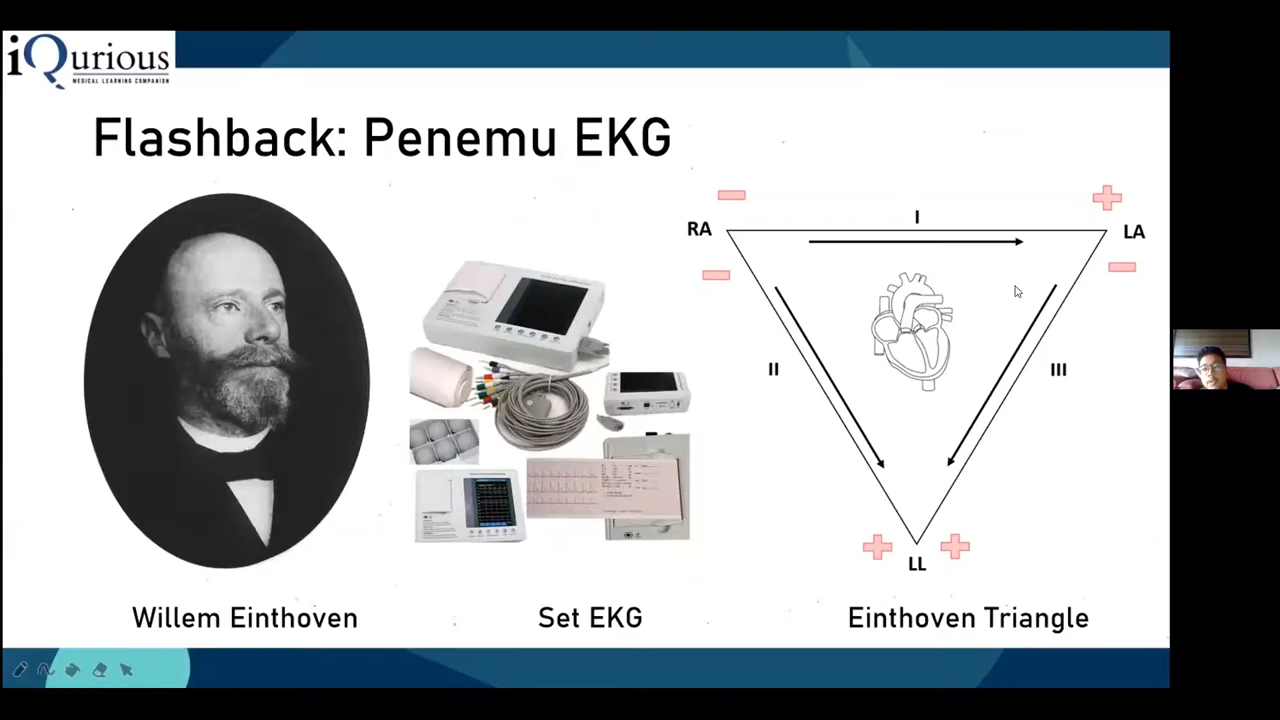 iQurious
MEDICAL LEARNING COMPANION
Flashback: Penemu EKG
RA
I
LA
II
III
LL
Willem Einthoven
Set EKG
Einthoven Triangle